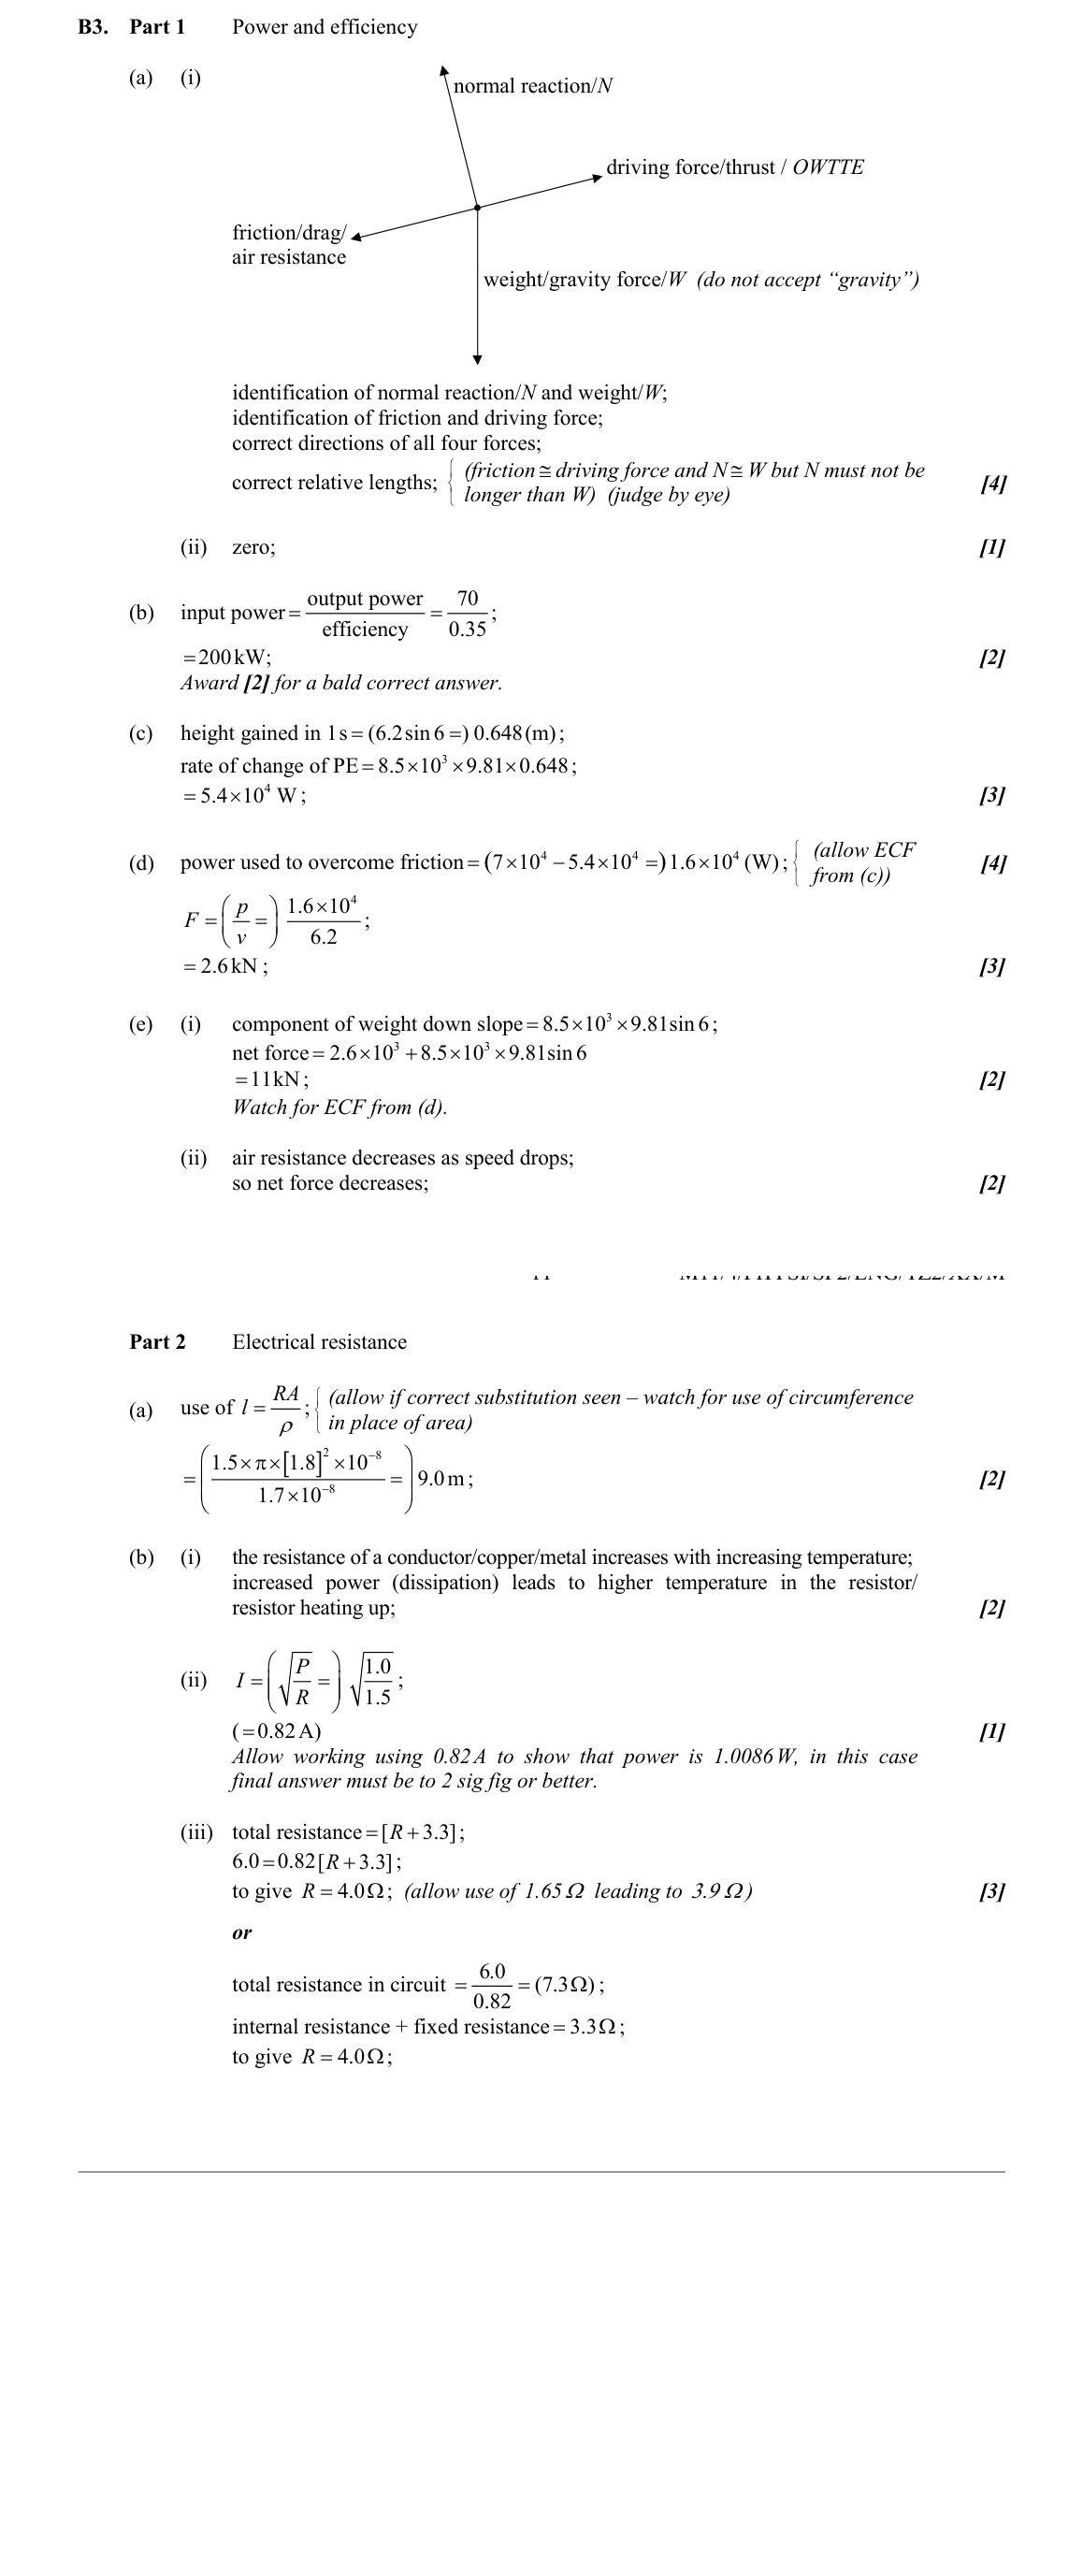 B3. Part 1 Power and efficiency
(a) (i)
normal reaction/N
driving force/thrust / OWTTE
friction/drag/
air resistance
weight/gravity force/W (do not accept “gravity”)
identification of normal reaction/N and weight/W;
identification of friction and driving force;
correct directions of all four forces;
correct relative lengths; { (friction ≅ driving force and N ≅ W but N must not be
longer than W) (judge by eye) [4]
(ii) zero; [1]
(b) input power = output power / efficiency = 70 / 0.35 ;
= 200 kW; [2]
Award [2] for a bald correct answer.
(c) height gained in 1s = (6.2 sin 6 =) 0.648 (m);
rate of change of PE = 8.5×10³ ×9.81×0.648;
= 5.4×10⁴ W; [3]
(d) power used to overcome friction = (7×10⁴ − 5.4×10⁴ =) 1.6×10⁴ (W); { (allow ECF
from (c)) [4]
F = (p/v =) 1.6×10⁴ / 6.2 ;
= 2.6 kN; [3]
(e) (i) component of weight down slope = 8.5×10³ ×9.81sin 6;
net force = 2.6×10³ + 8.5×10³ ×9.81sin 6
= 11kN; [2]
Watch for ECF from (d).
(ii) air resistance decreases as speed drops;
so net force decreases; [2]
Part 2 Electrical resistance
(a) use of l = RA / ρ ; { (allow if correct substitution seen – watch for use of circumference
in place of area)
= (1.5×π×[1.8]² ×10⁻⁸ / 1.7×10⁻⁸ =) 9.0 m; [2]
(b) (i) the resistance of a conductor/copper/metal increases with increasing temperature;
increased power (dissipation) leads to higher temperature in the resistor/
resistor heating up; [2]
(ii) I = (√(P/R) =) √(1.0/1.5) ;
(= 0.82 A) [1]
Allow working using 0.82A to show that power is 1.0086W, in this case
final answer must be to 2 sig fig or better.
(iii) total resistance = [R + 3.3];
6.0 = 0.82[R + 3.3];
to give R = 4.0Ω; (allow use of 1.65 Ω leading to 3.9 Ω) [3]
or
total resistance in circuit = 6.0 / 0.82 = (7.3Ω);
internal resistance + fixed resistance = 3.3Ω;
to give R = 4.0Ω;